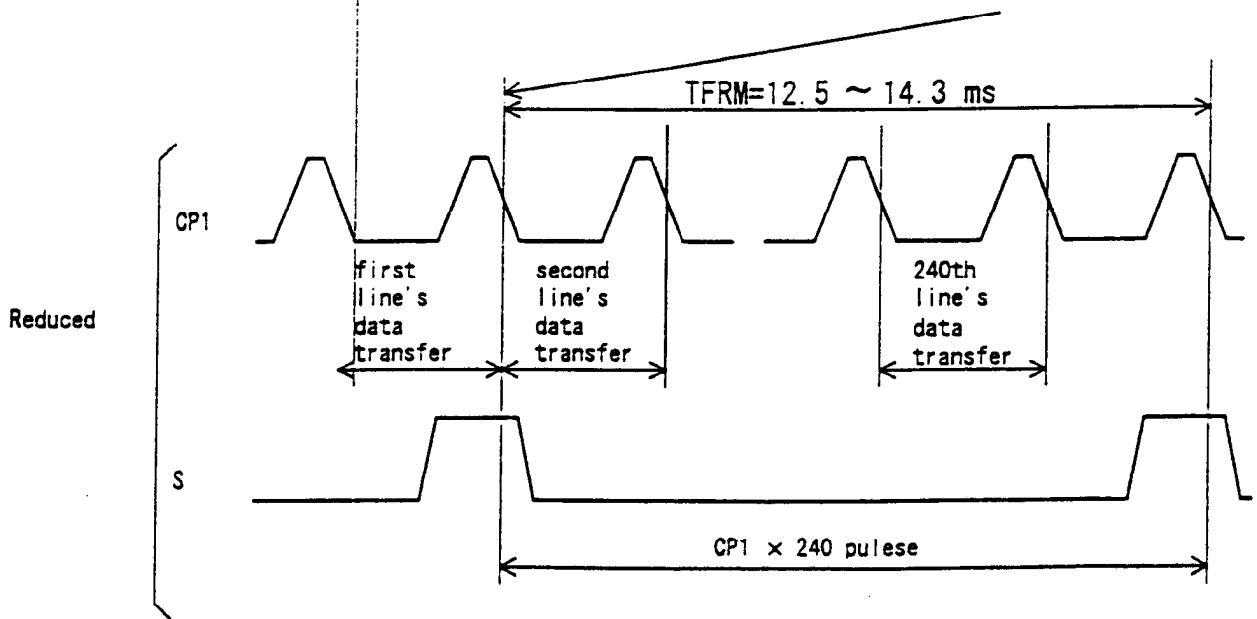 TFRM=12.5 ~ 14.3 ms
CP1
first
line's
data
transfer
second
line's
data
transfer
240th
line's
data
transfer
Reduced
S
CP1 × 240 pulese